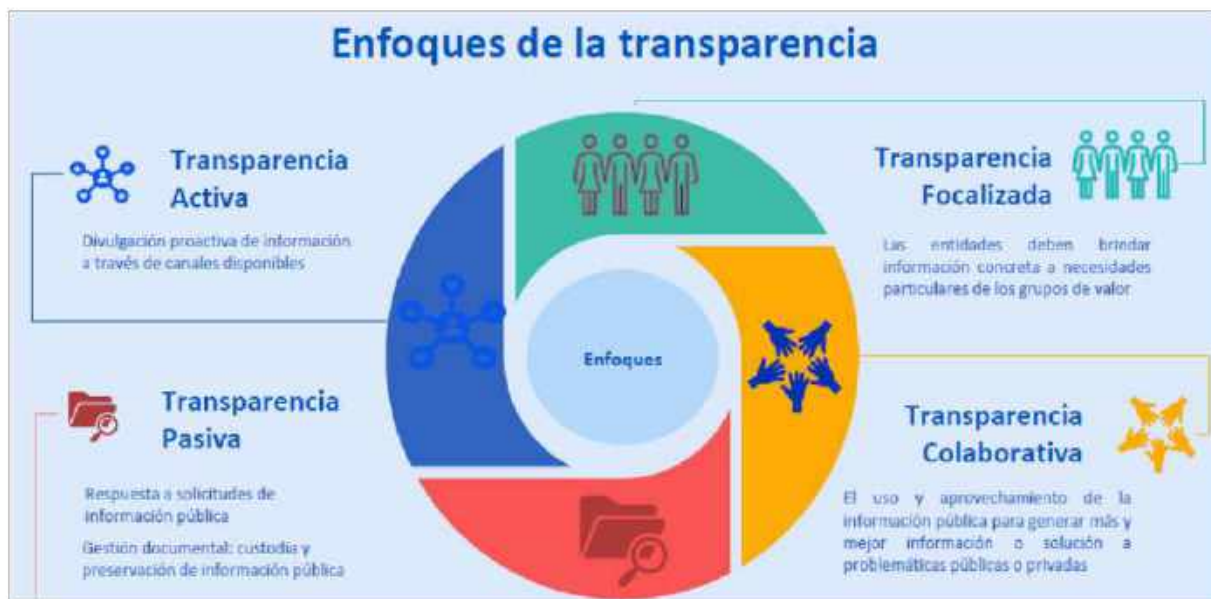 Enfoques de la transparencia
Transparencia
Activa
Divulgación proactiva de información
a través de canales disponibles
Transparencia
Focalizada
Las entidades deben brindar
información concreta a necesidades
particulares de los grupos de valor
Enfoques
Transparencia
Pasiva
Respuesta a solicitudes de
información pública
Gestión documental: custodia y
preservación de información pública
Transparencia
Colaborativa
El uso y aprovechamiento de la
información pública para generar más y
mejor información o solución a
problemáticas públicas o privadas